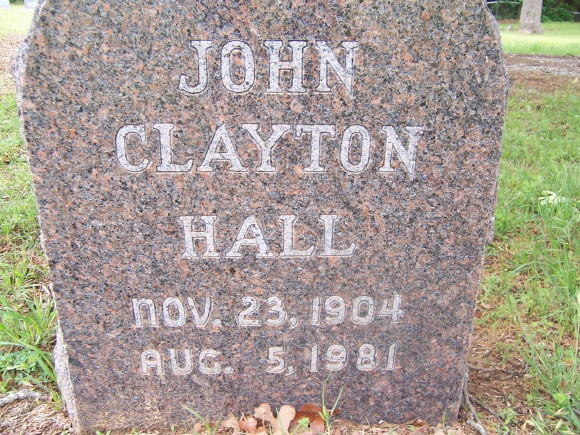 JOHN
CLAYTON
HALL
NOV. 23, 1904
AUG. 5, 1981